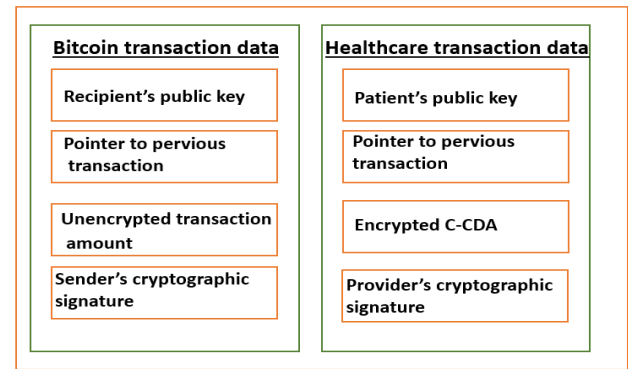 Bitcoin transaction data
Recipient's public key
Pointer to pervious
transaction
Unencrypted transaction
amount
Sender's cryptographic
signature
Healthcare transaction data
Patient's public key
Pointer to pervious
transaction
Encrypted C-CDA
Provider's cryptographic
signature